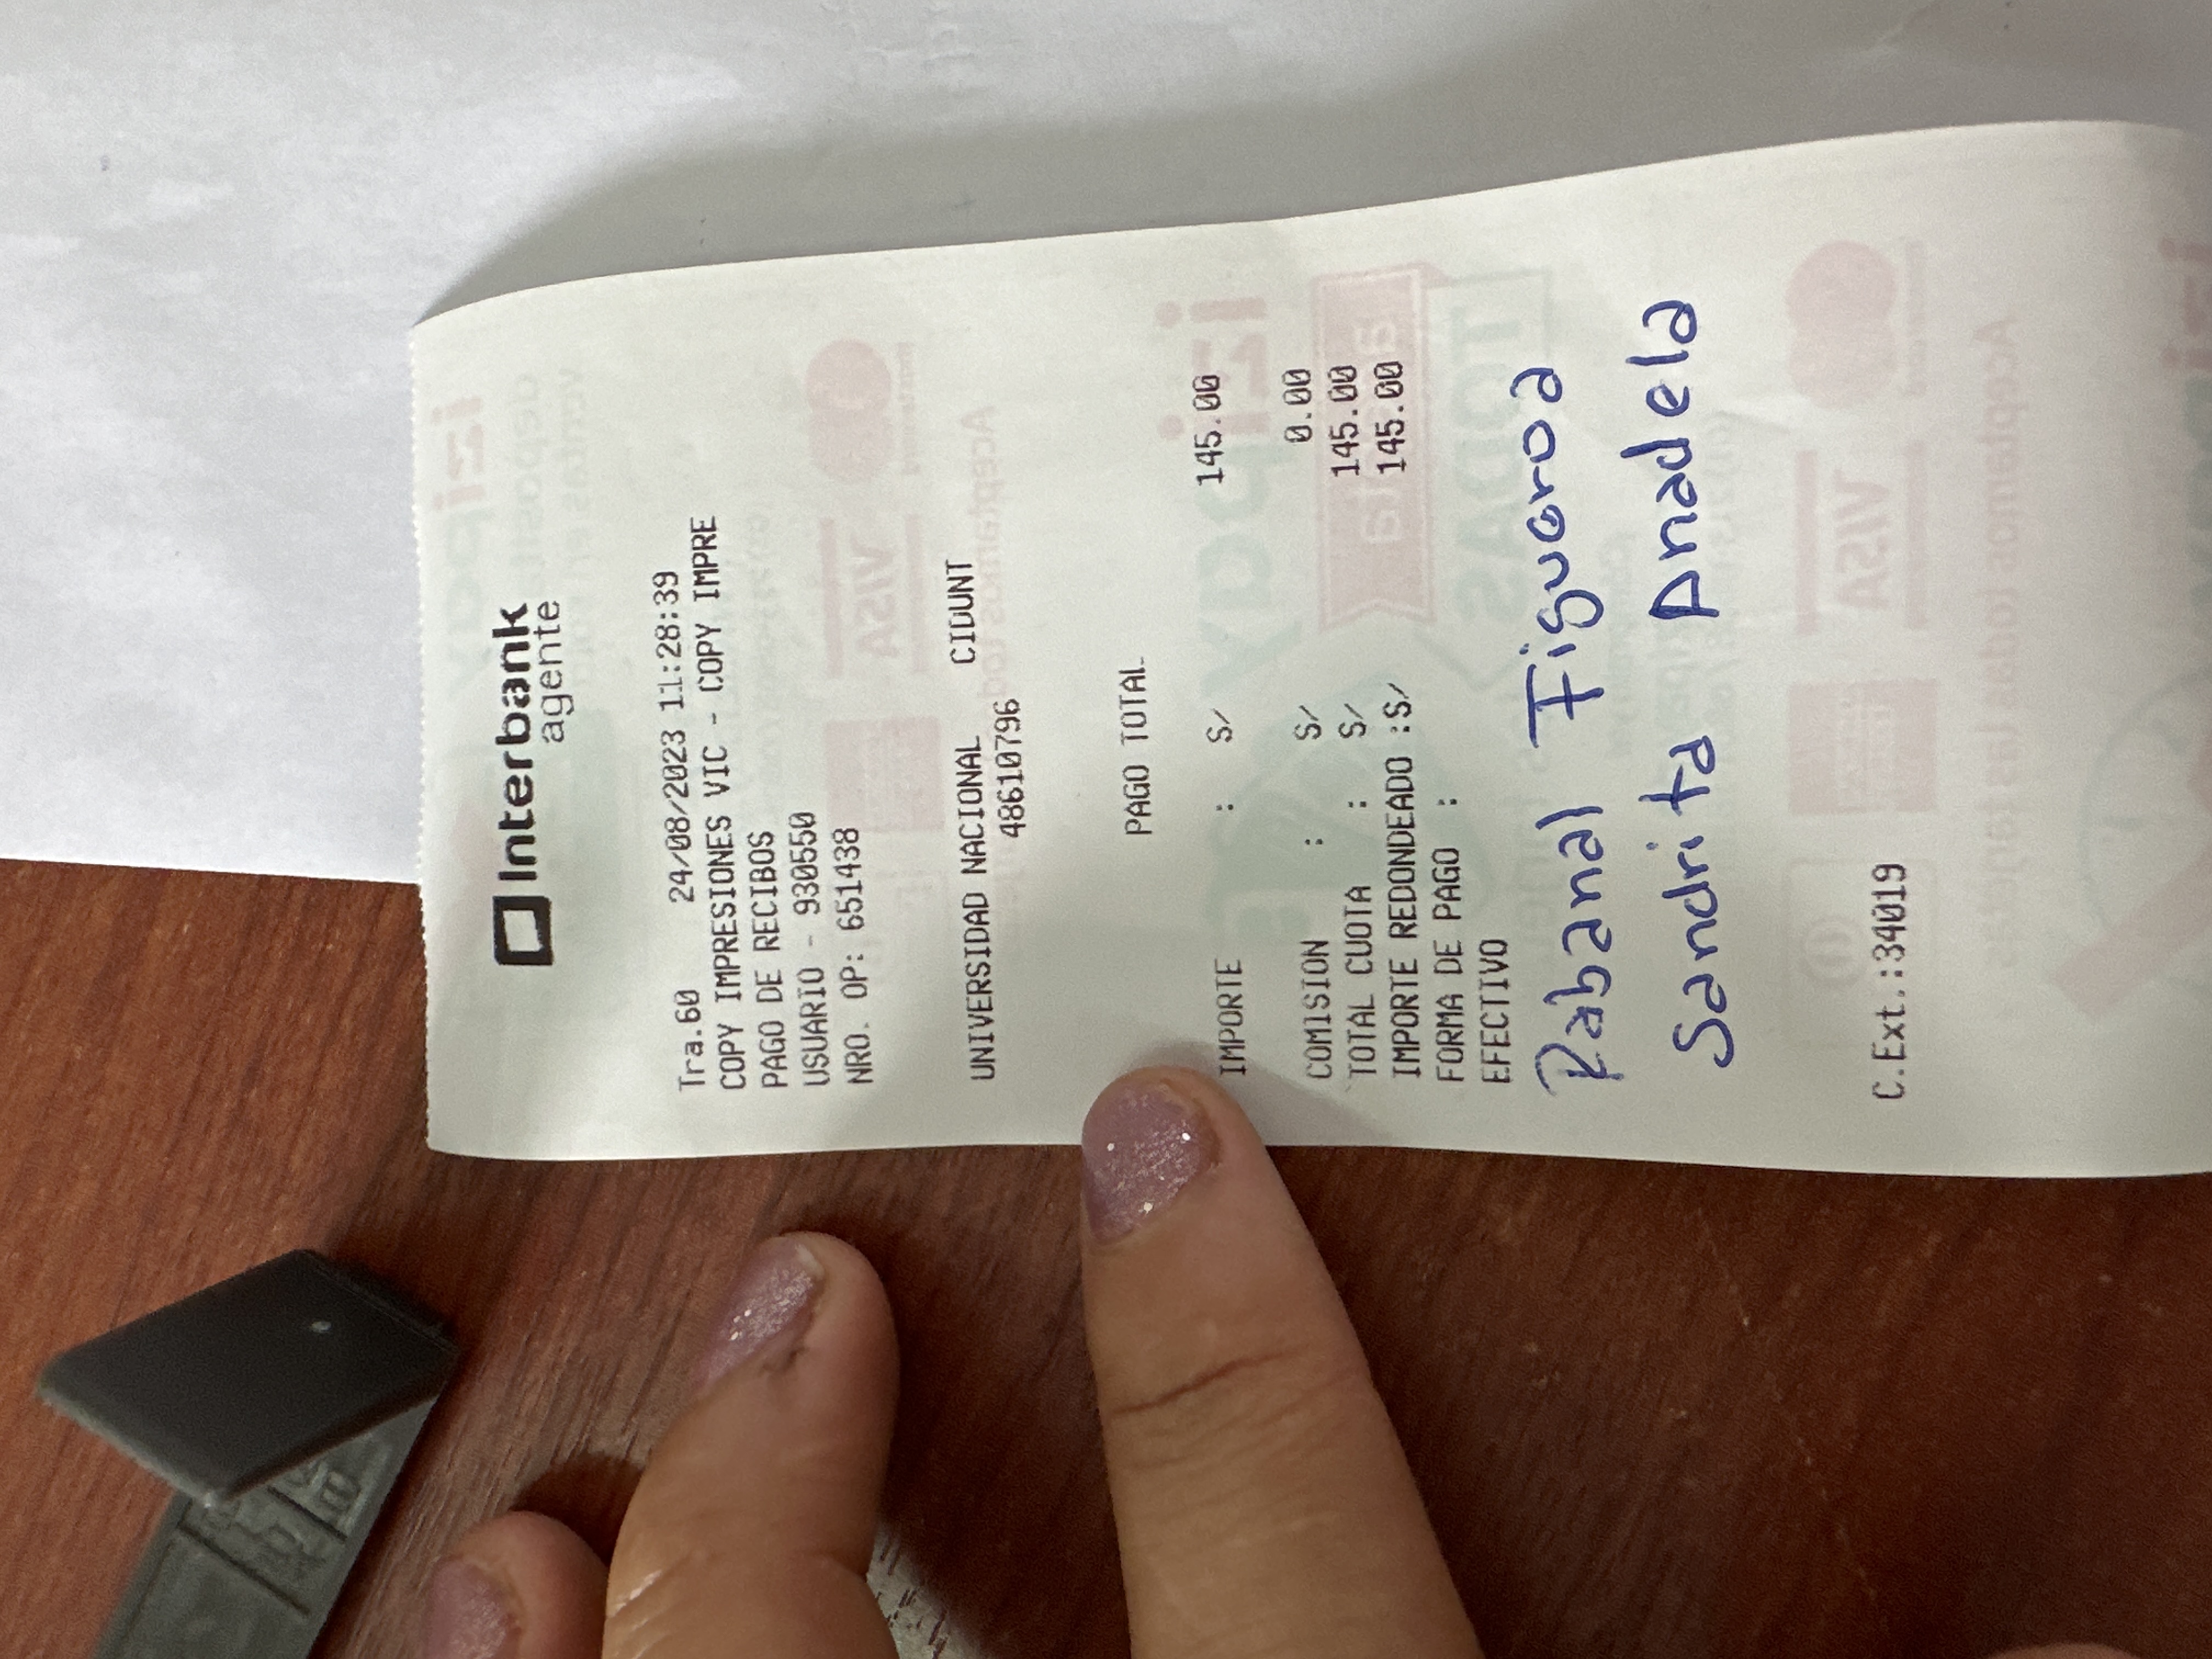 Interbank
agente
Tra.60 24/08/2023 11:28:39
COPY IMPRESIONES VIC - COPY IMPRE
PAGO DE RECIBOS
USUARIO - 930550
NRO. OP: 651438
UNIVERSIDAD NACIONAL CIDUNT
48610796
PAGO TOTAL
IMPORTE : S/ 145.00
COMISION : S/ 0.00
TOTAL CUOTA : S/ 145.00
IMPORTE REDONDEADO :S/ 145.00
FORMA DE PAGO :
EFECTIVO
Rabanal Figueroa
Sandrita Anadela
C.Ext.:34019